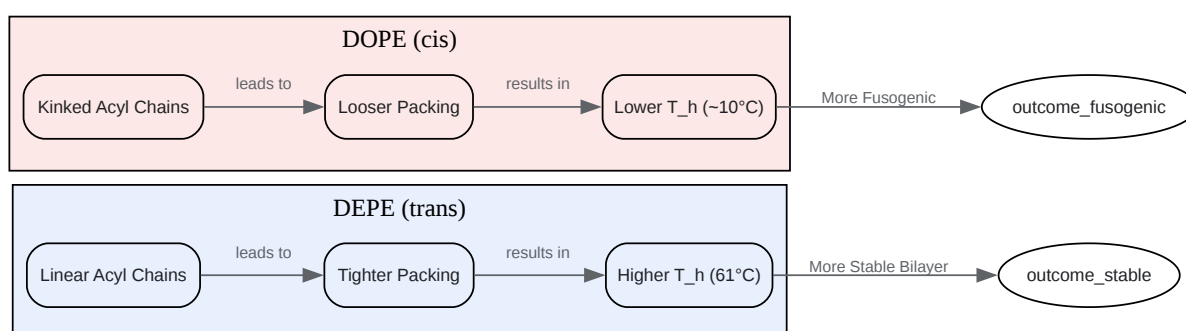 DOPE (cis)
Kinked Acyl Chains
leads to
Looser Packing
results in
Lower T_h (~10°C)
More Fusogenic
outcome_fusogenic
DEPE (trans)
Linear Acyl Chains
leads to
Tighter Packing
results in
Higher T_h (61°C)
More Stable Bilayer
outcome_stable